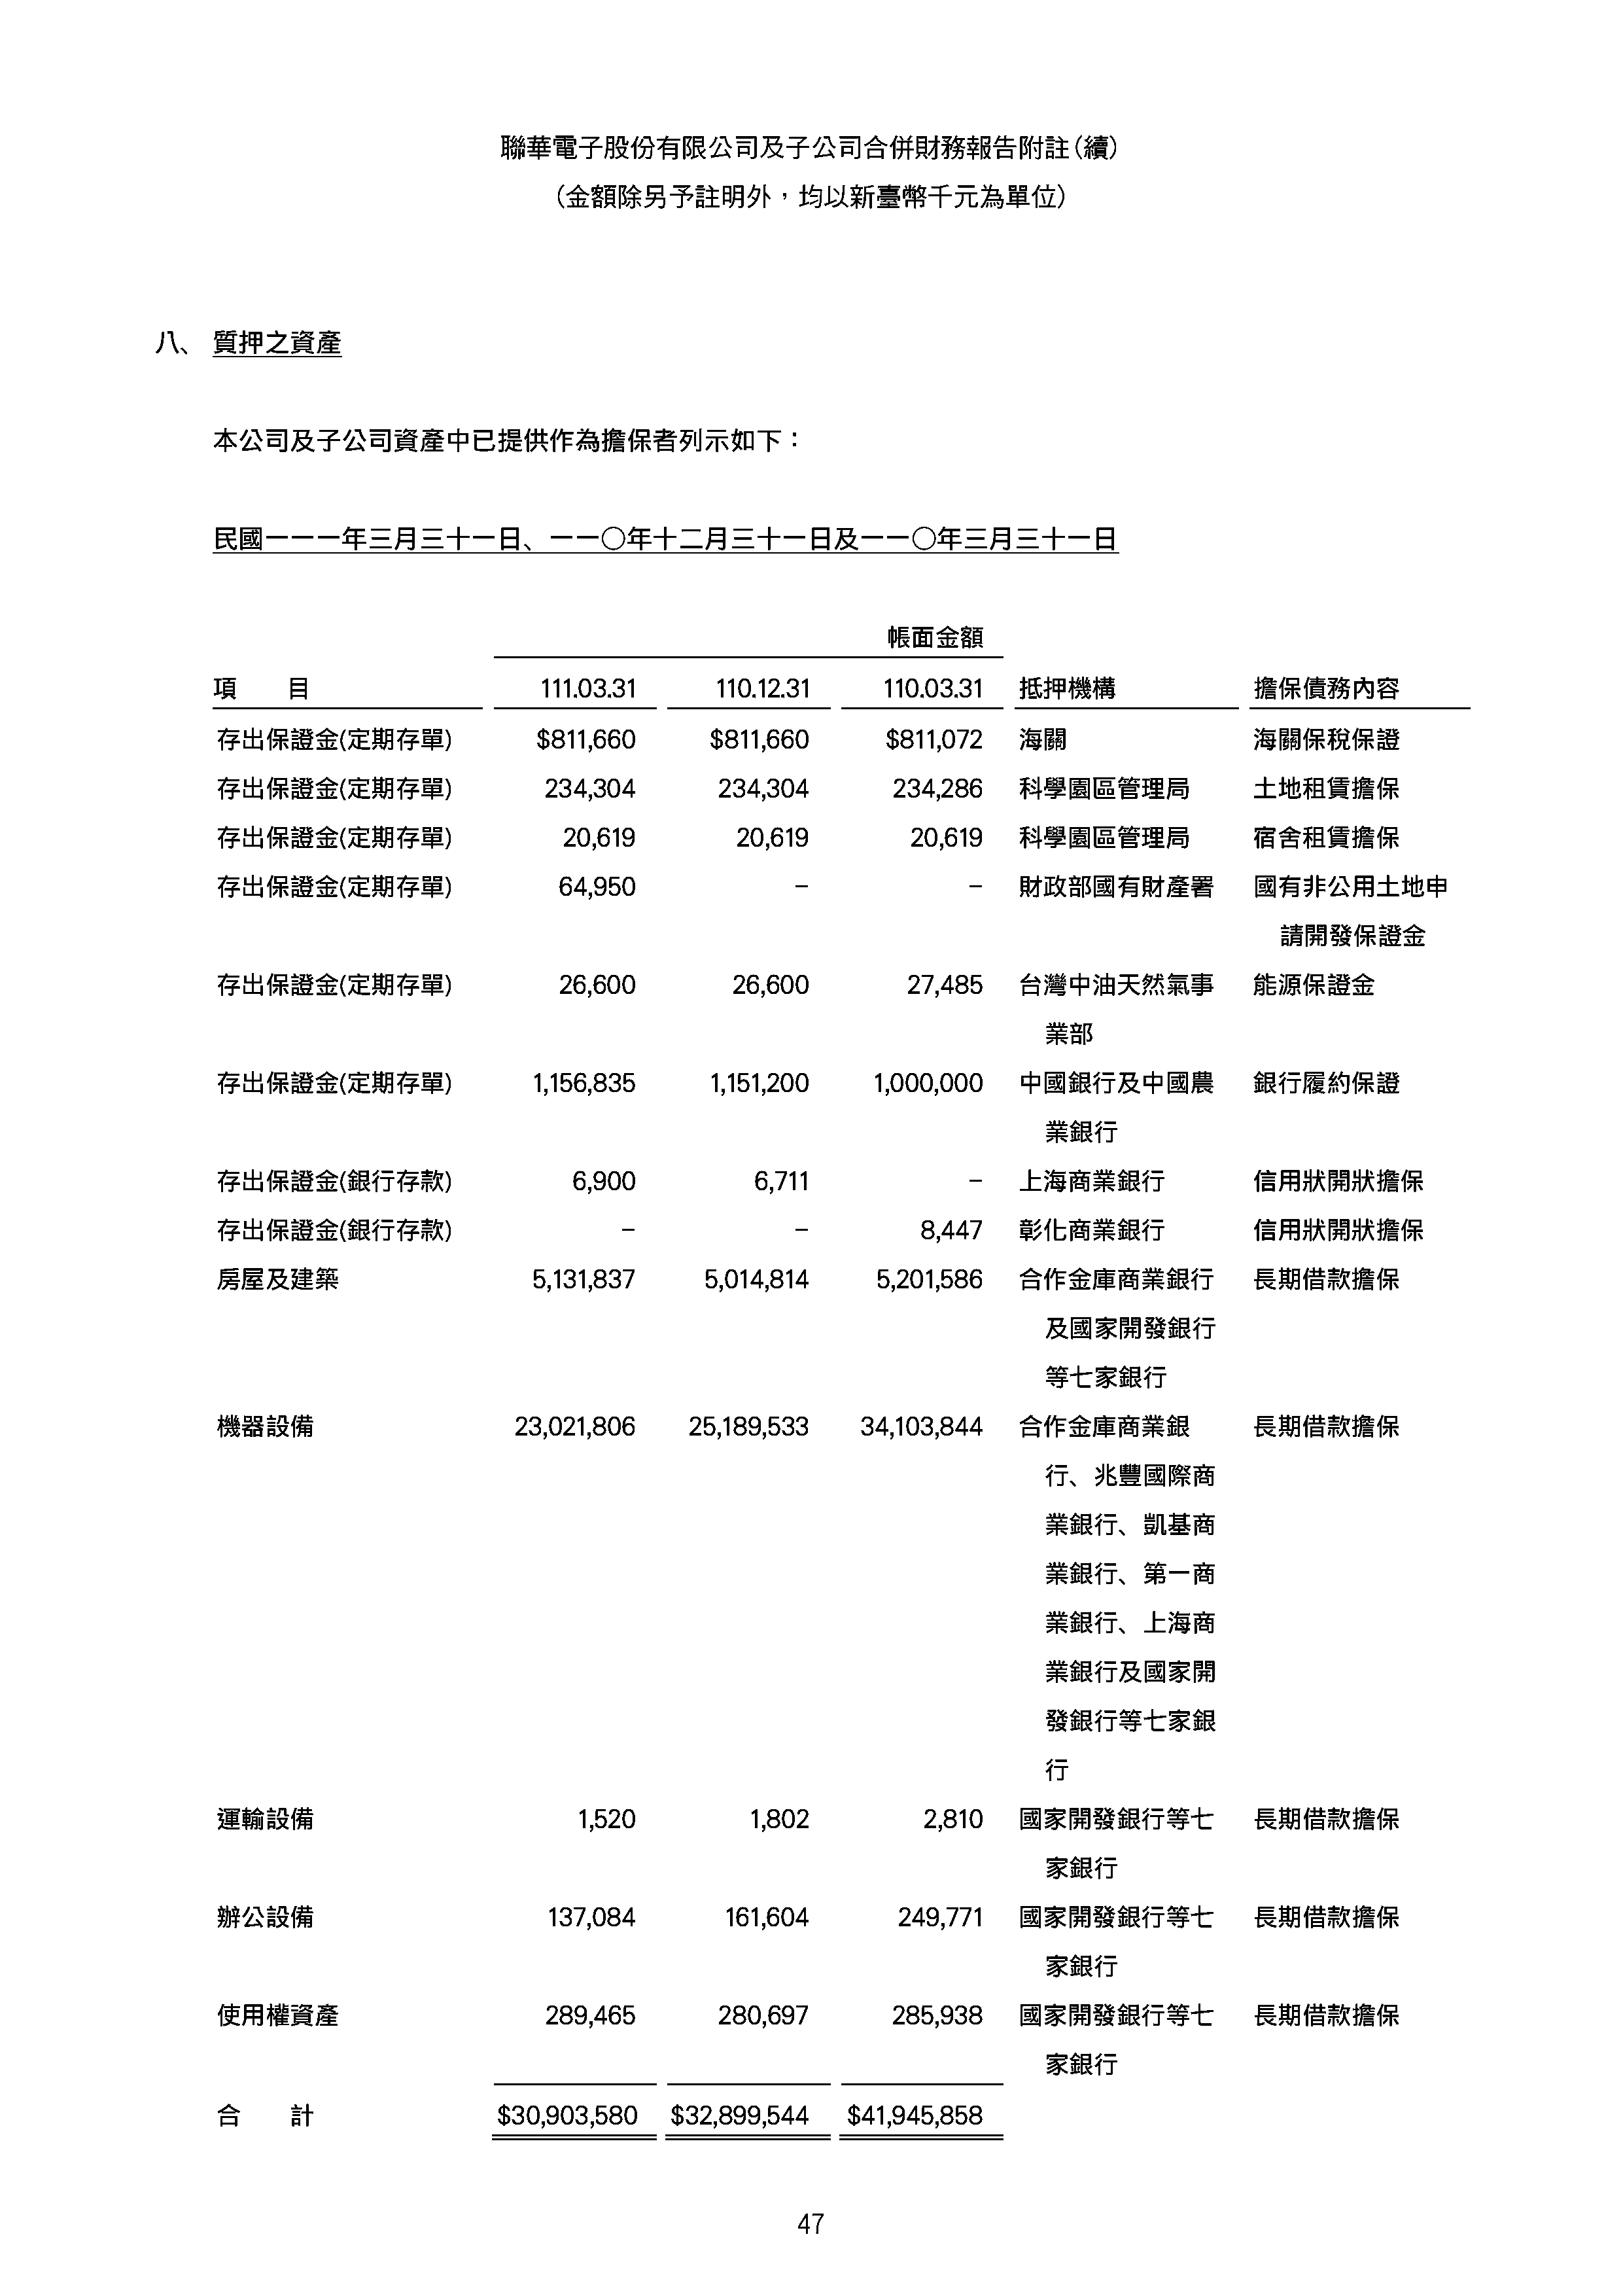 聯華電子股份有限公司及子公司合併財務報告附註(續)
(金額除另予註明外，均以新臺幣千元為單位)
八、 質押之資產
本公司及子公司資產中已提供作為擔保者列示如下：
民國一一一年三月三十一日、一一〇年十二月三十一日及一一〇年三月三十一日
帳面金額
項　　目 111.03.31 110.12.31 110.03.31 抵押機構 擔保債務內容
存出保證金(定期存單) $811,660 $811,660 $811,072 海關 海關保稅保證
存出保證金(定期存單) 234,304 234,304 234,286 科學園區管理局 土地租賃擔保
存出保證金(定期存單) 20,619 20,619 20,619 科學園區管理局 宿舍租賃擔保
存出保證金(定期存單) 64,950 － － 財政部國有財產署 國有非公用土地申
請開發保證金
存出保證金(定期存單) 26,600 26,600 27,485 台灣中油天然氣事 能源保證金
業部
存出保證金(定期存單) 1,156,835 1,151,200 1,000,000 中國銀行及中國農 銀行履約保證
業銀行
存出保證金(銀行存款) 6,900 6,711 － 上海商業銀行 信用狀開狀擔保
存出保證金(銀行存款) － － 8,447 彰化商業銀行 信用狀開狀擔保
房屋及建築 5,131,837 5,014,814 5,201,586 合作金庫商業銀行 長期借款擔保
及國家開發銀行
等七家銀行
機器設備 23,021,806 25,189,533 34,103,844 合作金庫商業銀 長期借款擔保
行、兆豐國際商
業銀行、凱基商
業銀行、第一商
業銀行、上海商
業銀行及國家開
發銀行等七家銀
行
運輸設備 1,520 1,802 2,810 國家開發銀行等七 長期借款擔保
家銀行
辦公設備 137,084 161,604 249,771 國家開發銀行等七 長期借款擔保
家銀行
使用權資產 289,465 280,697 285,938 國家開發銀行等七 長期借款擔保
家銀行
合　　計 $30,903,580 $32,899,544 $41,945,858
47